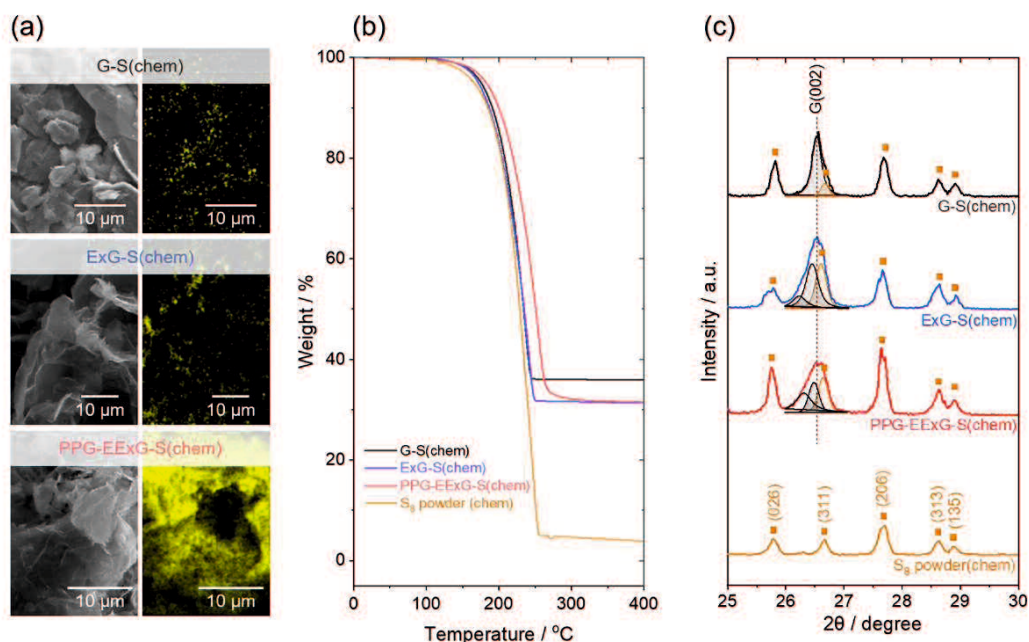 (a)
G-S(chem)
10 µm
10 µm
ExG-S(chem)
10 µm
10 µm
PPG-EExG-S(chem)
10 µm
10 µm
(b)
100
80
60
40
20
0
Weight / %
G-S(chem)
ExG-S(chem)
PPG-EExG-S(chem)
S₈ powder (chem)
0
100
200
300
400
Temperature / °C
(c)
G(002)
G-S(chem)
ExG-S(chem)
PPG-EExG-S(chem)
(026)
(311)
(206)
(313)
(135)
S₈ powder(chem)
Intensity / a.u.
25
26
27
28
29
30
2θ / degree